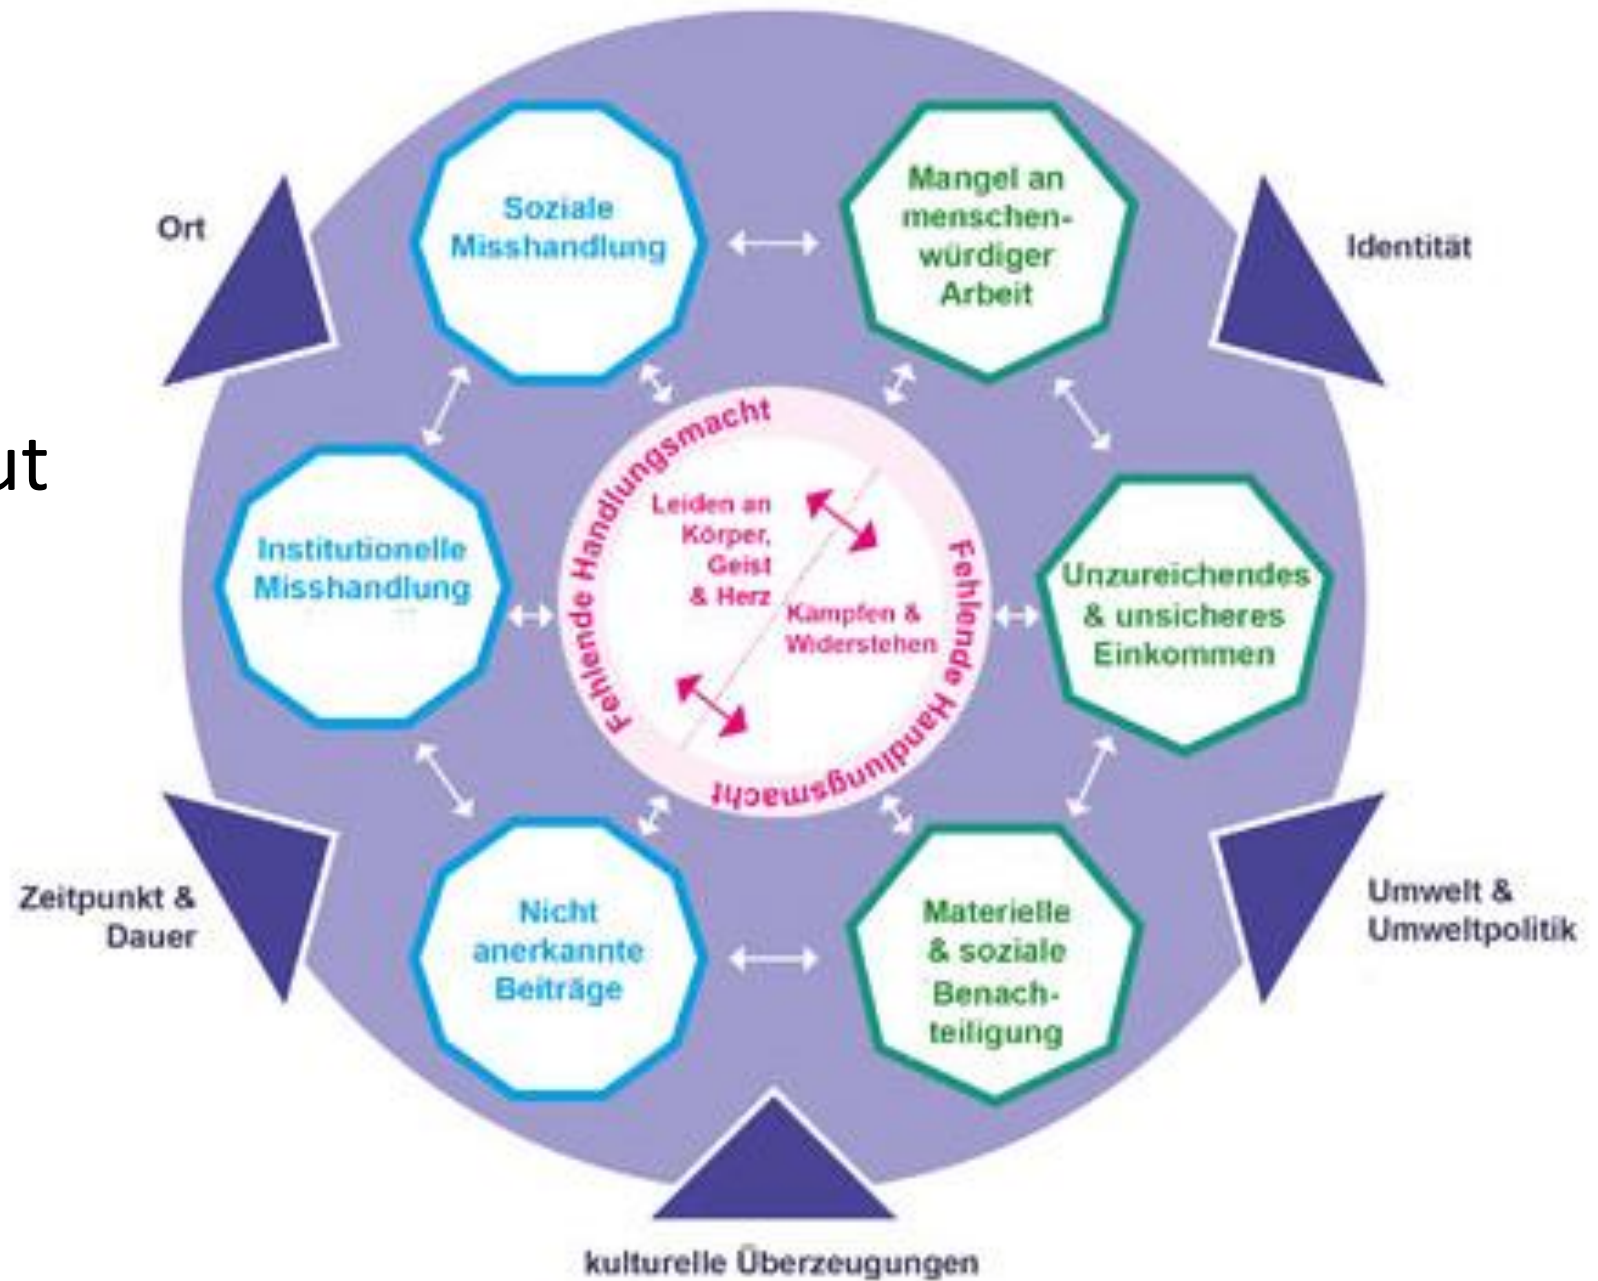 Ort
Soziale
Misshandlung
Mangel an
menschen-
würdiger
Arbeit
Identität
ut
Institutionelle
Misshandlung
Fehlende Handlungsmacht
Leiden an
Körper,
Geist
& Herz
Kämpfen &
Widerstehen
Fehlende Handlungsmacht
Unzureichendes
& unsicheres
Einkommen
Zeitpunkt &
Dauer
Nicht
anerkannte
Beiträge
Materielle
& soziale
Benach-
teiligung
Umwelt &
Umweltpolitik
kulturelle Überzeugungen